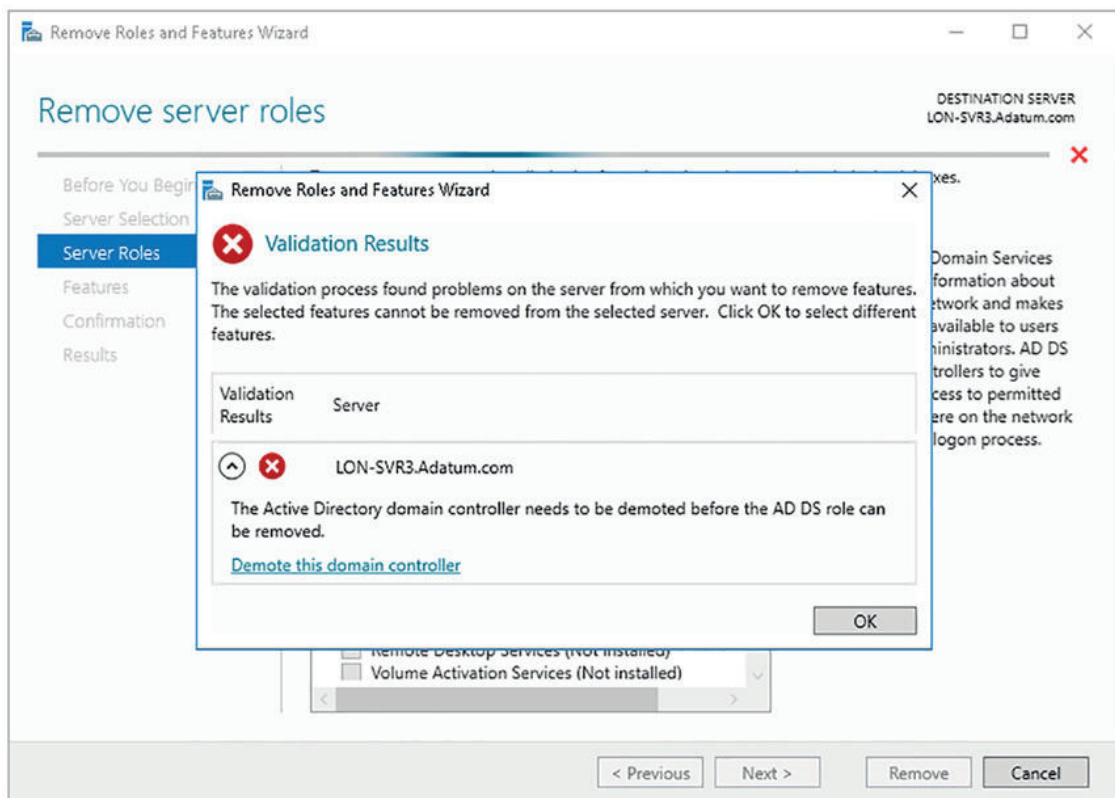 Remove Roles and Features Wizard
Remove server roles
DESTINATION SERVER
LON-SVR3.Adatum.com
Before You Begin
Server Selection
Server Roles
Features
Confirmation
Results
Remove Roles and Features Wizard
Validation Results
The validation process found problems on the server from which you want to remove features.
The selected features cannot be removed from the selected server. Click OK to select different
features.
Validation
Results
Server
LON-SVR3.Adatum.com
The Active Directory domain controller needs to be demoted before the AD DS role can
be removed.
Demote this domain controller
OK
Domain Services
formation about
etwork and makes
available to users
ministrators. AD DS
trollers to give
cess to permitted
ere on the network
logon process.
Remote Desktop Services (Not installed)
Volume Activation Services (Not installed)
< Previous
Next >
Remove
Cancel